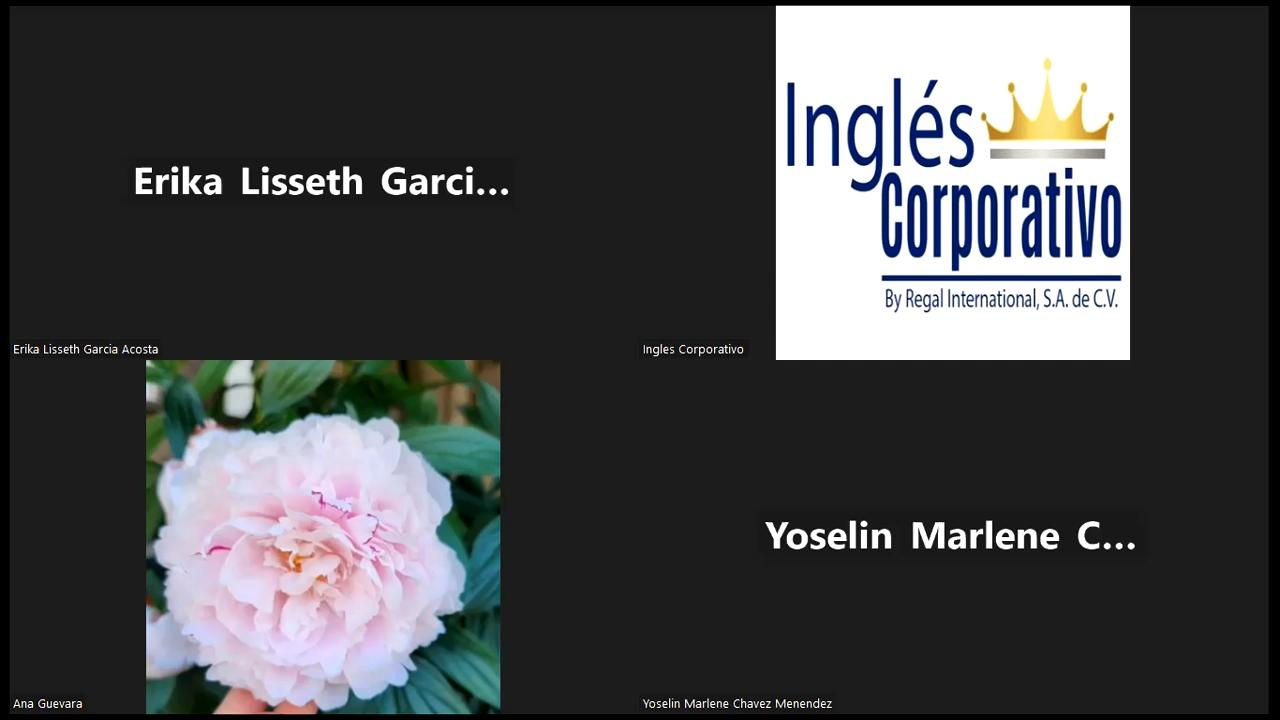 Erika Lisseth Garci...
Erika Lisseth Garcia Acosta
Inglés
Corporativo
By Regal International, S.A. de C.V.
Ingles Corporativo
Ana Guevara
Yoselin Marlene C...
Yoselin Marlene Chavez Menendez